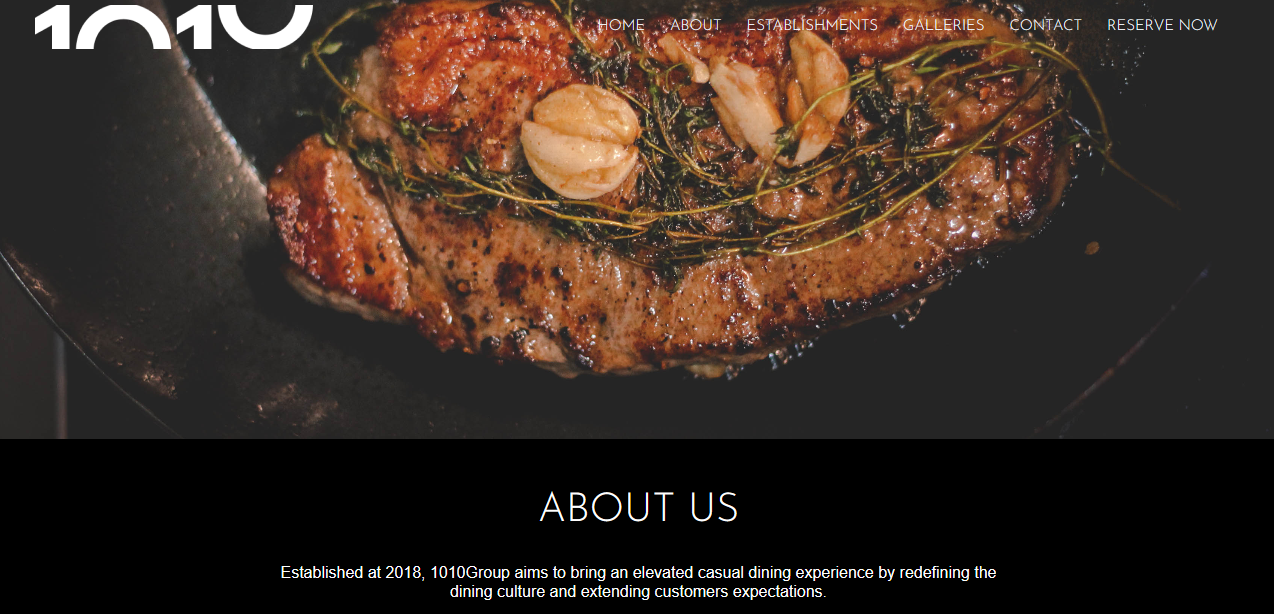 1010
HOME ABOUT ESTABLISHMENTS GALLERIES CONTACT RESERVE NOW
ABOUT US
Established at 2018, 1010Group aims to bring an elevated casual dining experience by redefining the
dining culture and extending customers expectations.